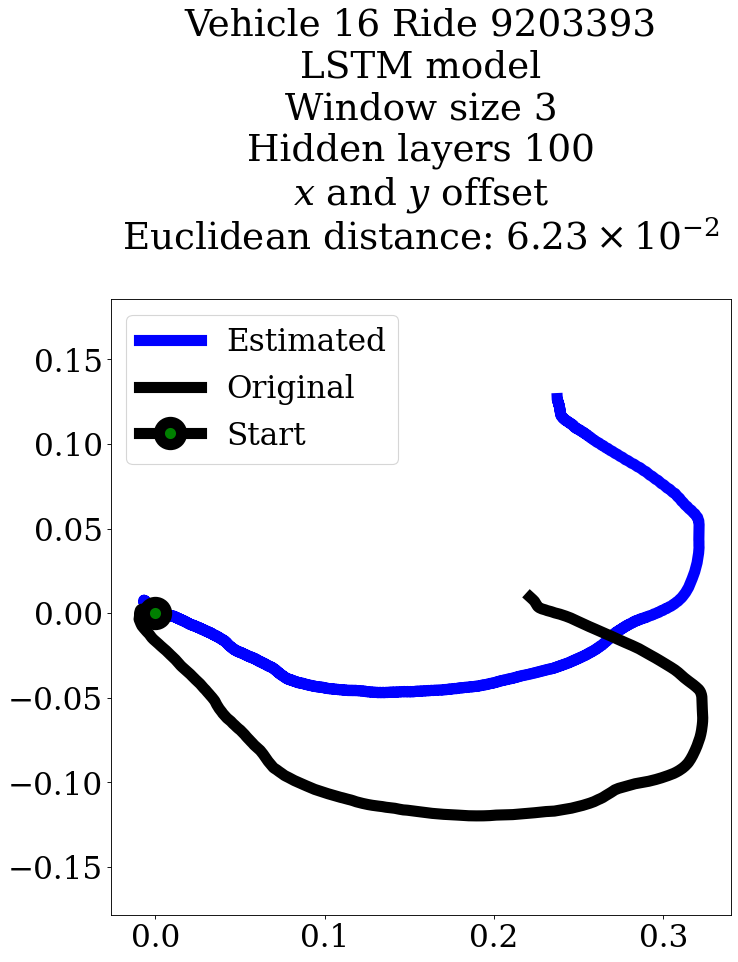 Vehicle 16 Ride 9203393
LSTM model
Window size 3
Hidden layers 100
x and y offset
Euclidean distance: 6.23 × 10⁻²
Estimated
Original
Start
0.15
0.10
0.05
0.00
−0.05
−0.10
−0.15
0.0 0.1 0.2 0.3